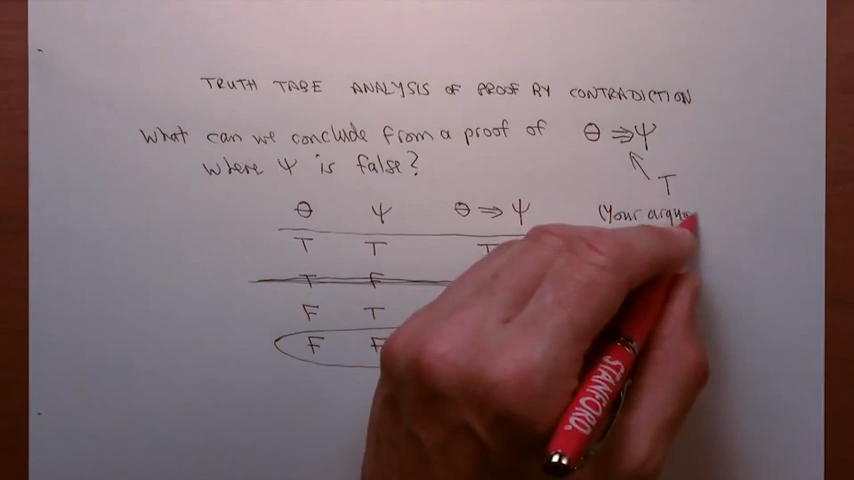 TRUTH TABE ANALYSIS OF PROOF BY CONTRADICTION
What can we conclude from a proof of θ ⇒ Ψ
where Ψ is false?
T
θ Ψ θ ⇒ Ψ
(Your argu
T T T
T F
F T
F F
STANFORD.